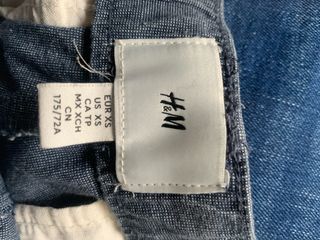 H&M
EUR XS
US XS
CA TP
MX XCH
CN
175/72A